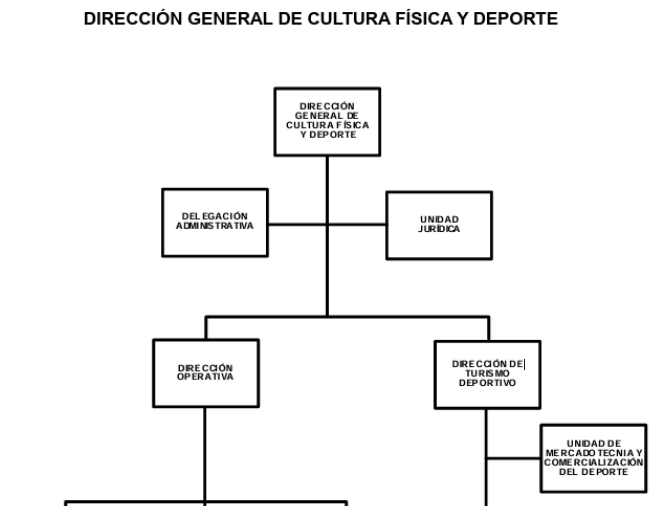 DIRECCIÓN GENERAL DE CULTURA FÍSICA Y DEPORTE
DIRECCIÓN
GENERAL DE
CULTURA FÍSICA
Y DEPORTE
DELEGACIÓN
ADMINISTRATIVA
UNIDAD
JURÍDICA
DIRECCIÓN
OPERATIVA
DIRECCIÓN DE
TURISMO
DEPORTIVO
UNIDAD DE
MERCADOTECNIA Y
COMERCIALIZACIÓN
DEL DEPORTE